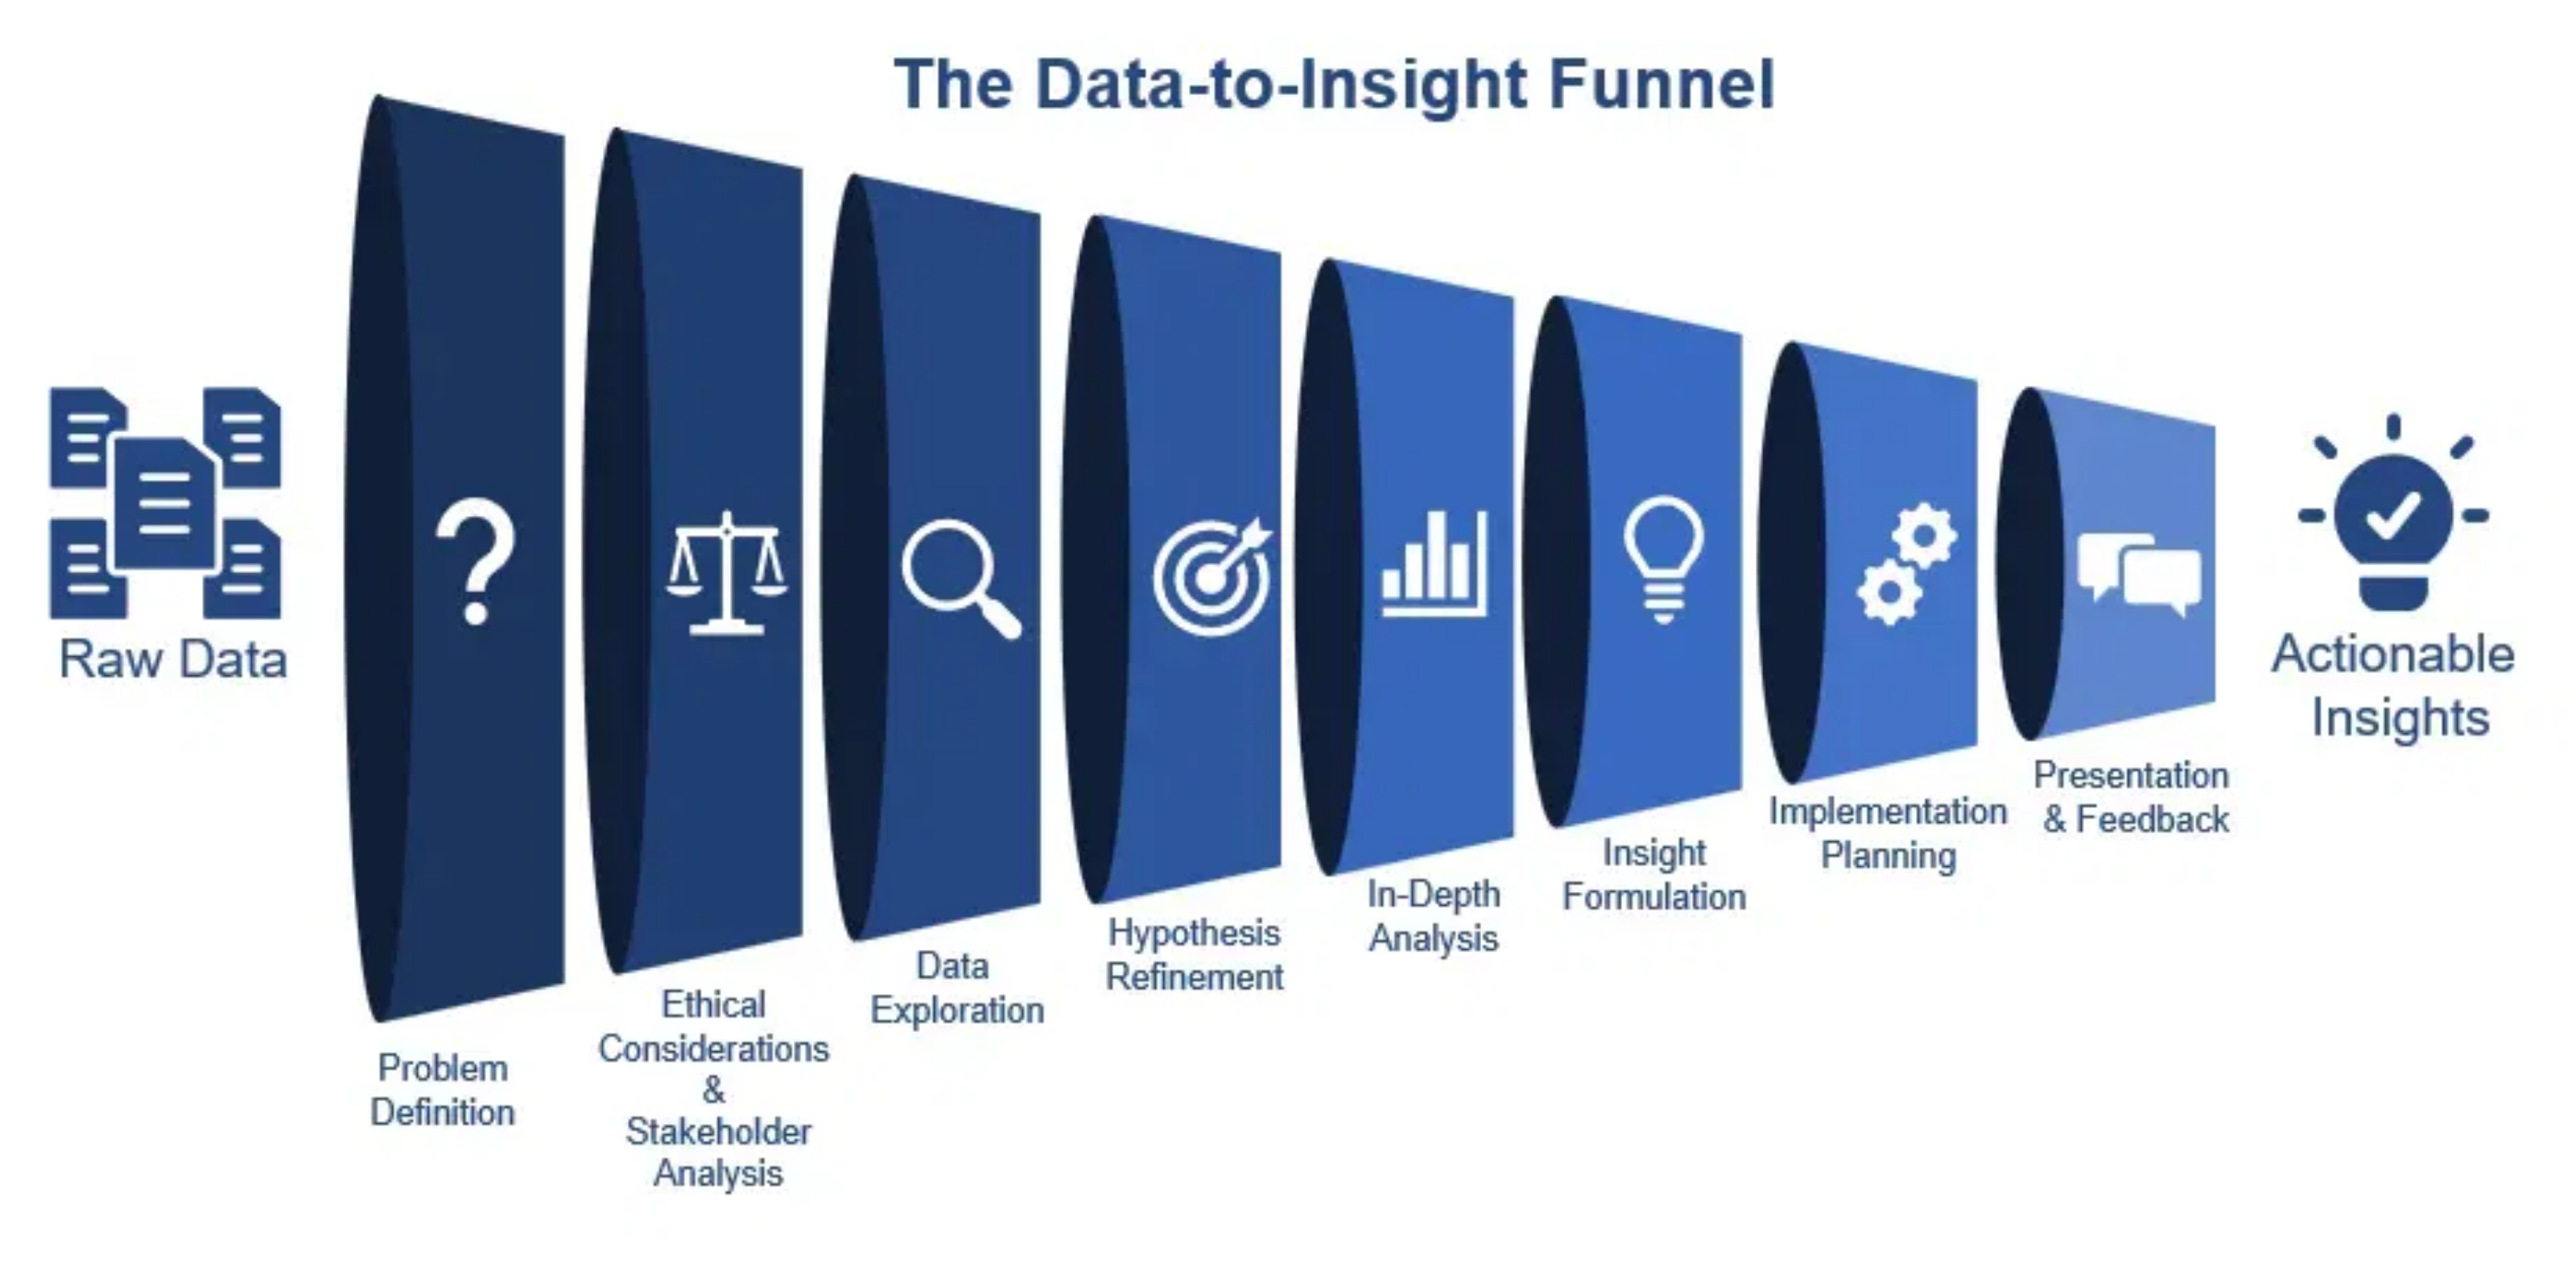 The Data-to-Insight Funnel
Raw Data
Problem
Definition
Ethical
Considerations
&
Stakeholder
Analysis
Data
Exploration
Hypothesis
Refinement
In-Depth
Analysis
Insight
Formulation
Implementation
Planning
Presentation
& Feedback
Actionable
Insights